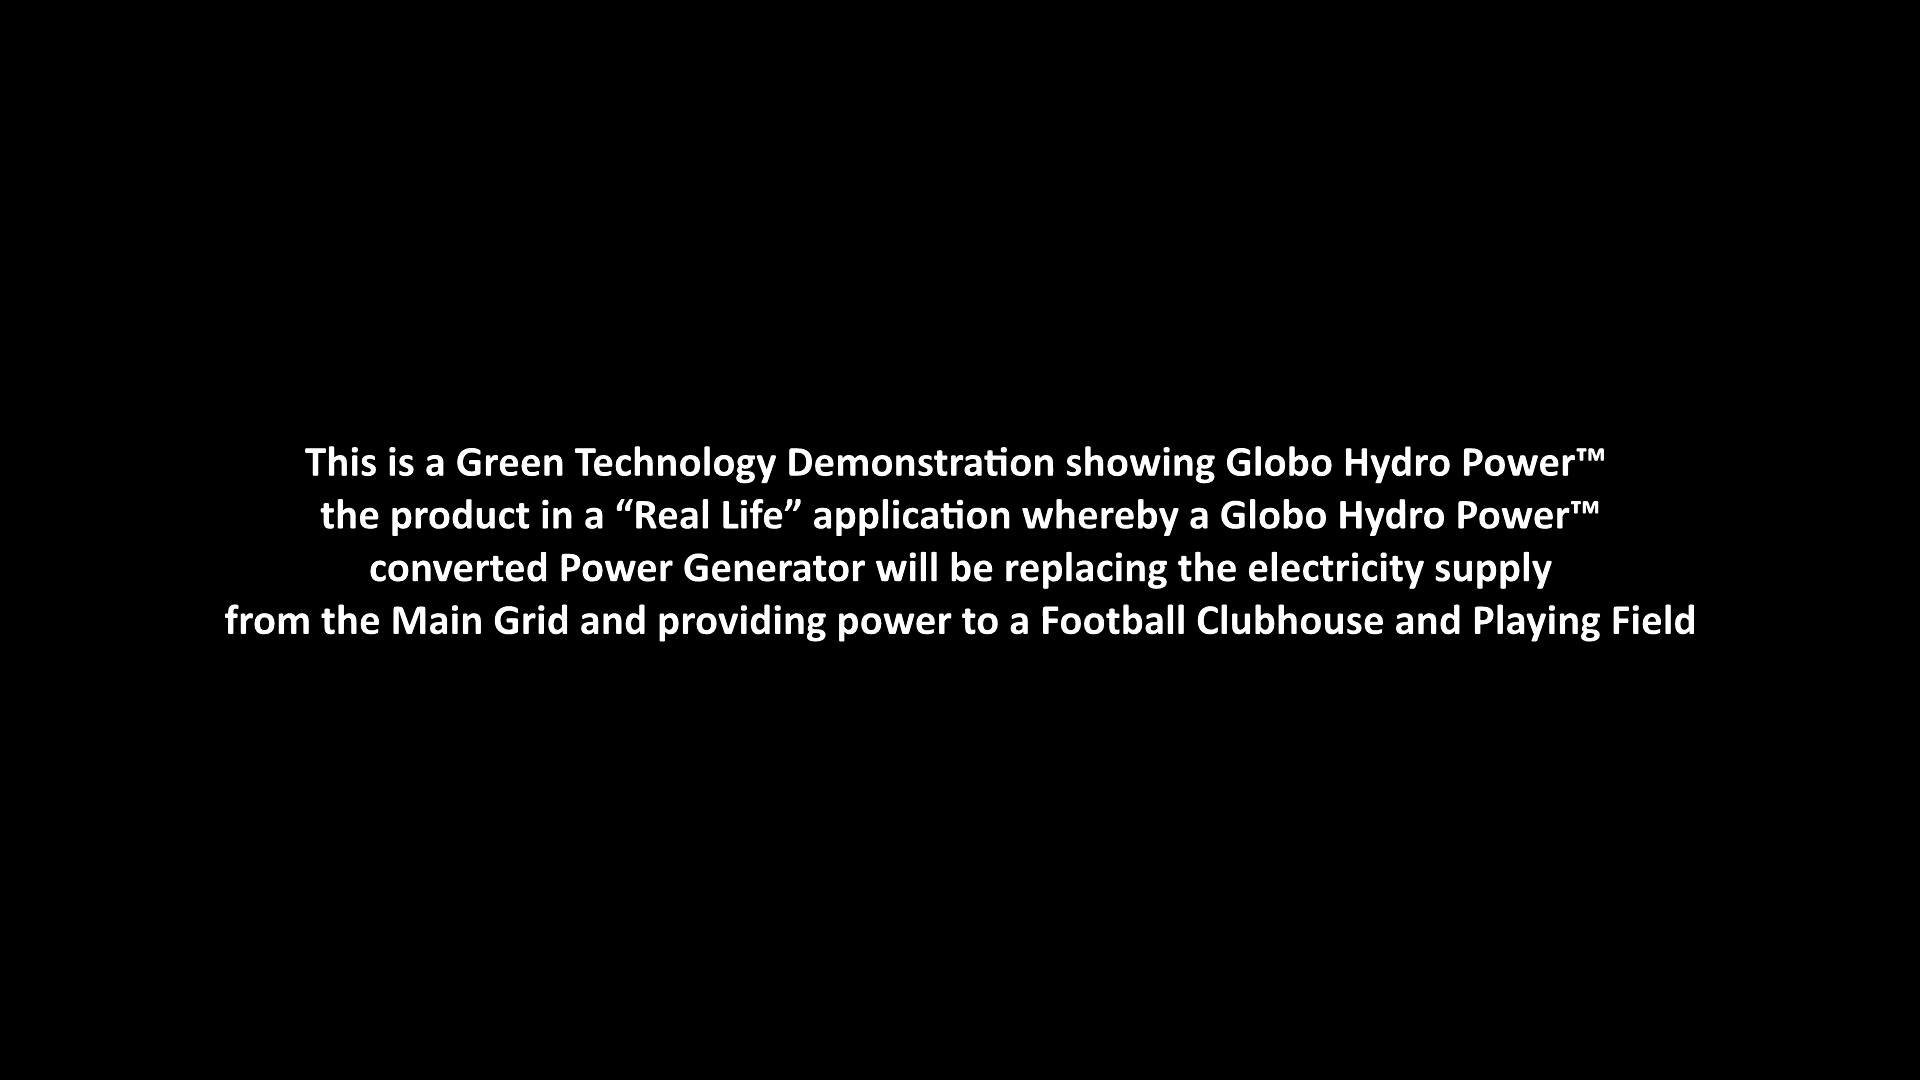 This is a Green Technology Demonstration showing Globo Hydro Power™
the product in a “Real Life” application whereby a Globo Hydro Power™
converted Power Generator will be replacing the electricity supply
from the Main Grid and providing power to a Football Clubhouse and Playing Field